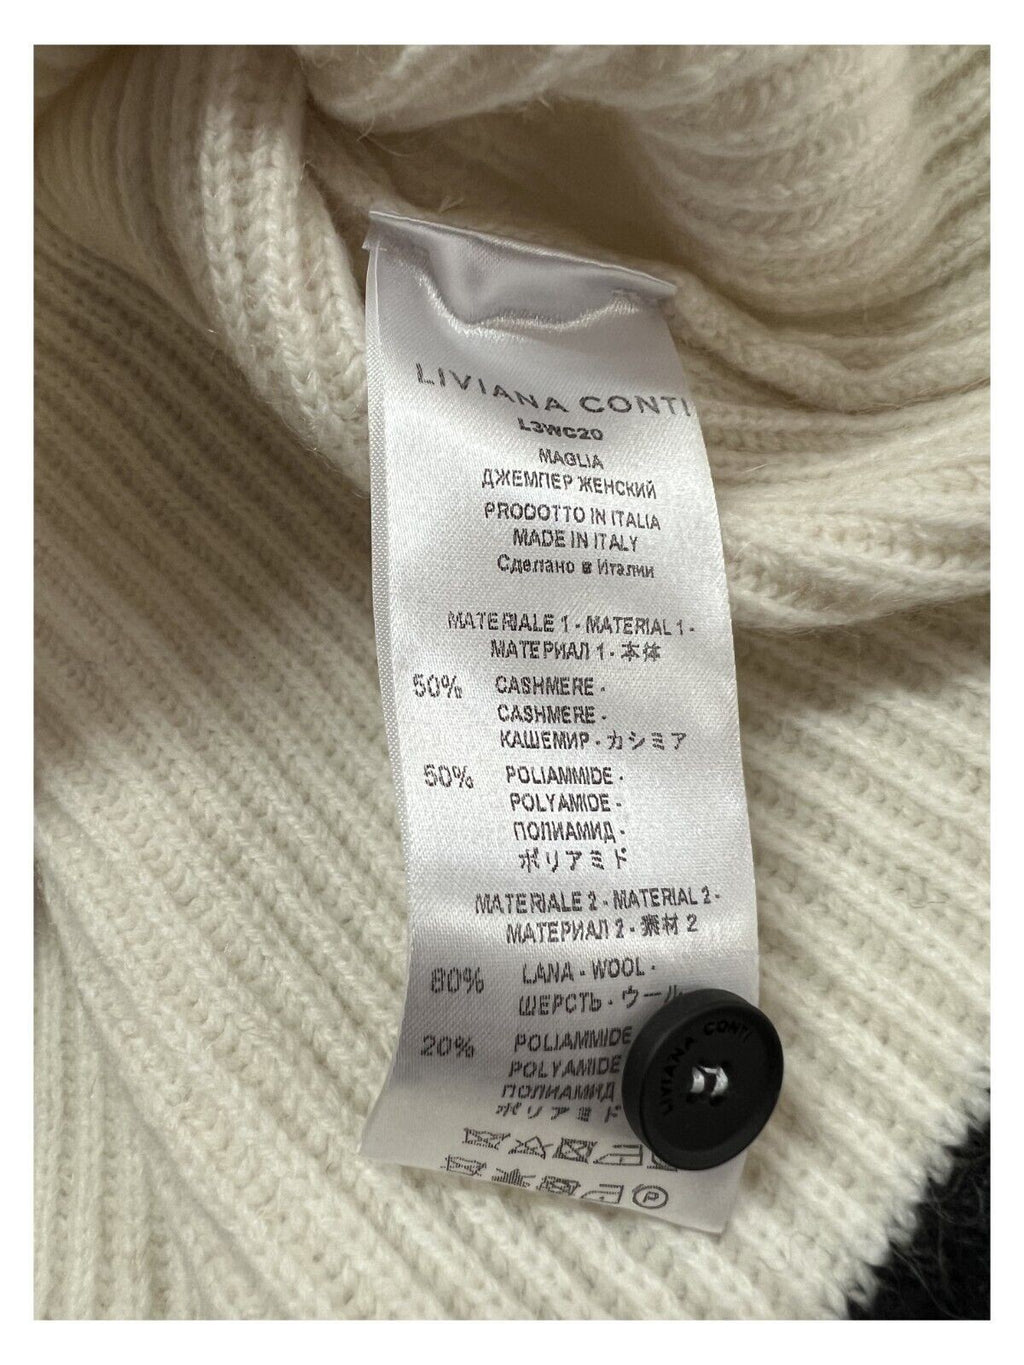 LIVIANA CONTI
L3WC20
MAGLIA
ДЖЕМПЕР ЖЕНСКИЙ
PRODOTTO IN ITALIA
MADE IN ITALY
Сделано в Италии
MATERIALE 1 - MATERIAL 1 -
МАТЕРИАЛ 1 - 本体
50% CASHMERE -
CASHMERE -
КАШЕМИР - カシミア
50% POLIAMMIDE -
POLYAMIDE -
ПОЛИАМИД -
ポリアミド
MATERIALE 2 - MATERIAL 2 -
МАТЕРИАЛ 2 - 素材 2
80% LANA - WOOL -
ШЕРСТЬ - ウール
20% POLIAMMIDE
POLYAMIDE
ПОЛИАМИД
ポリアミド
LIVIANA CONTI
P